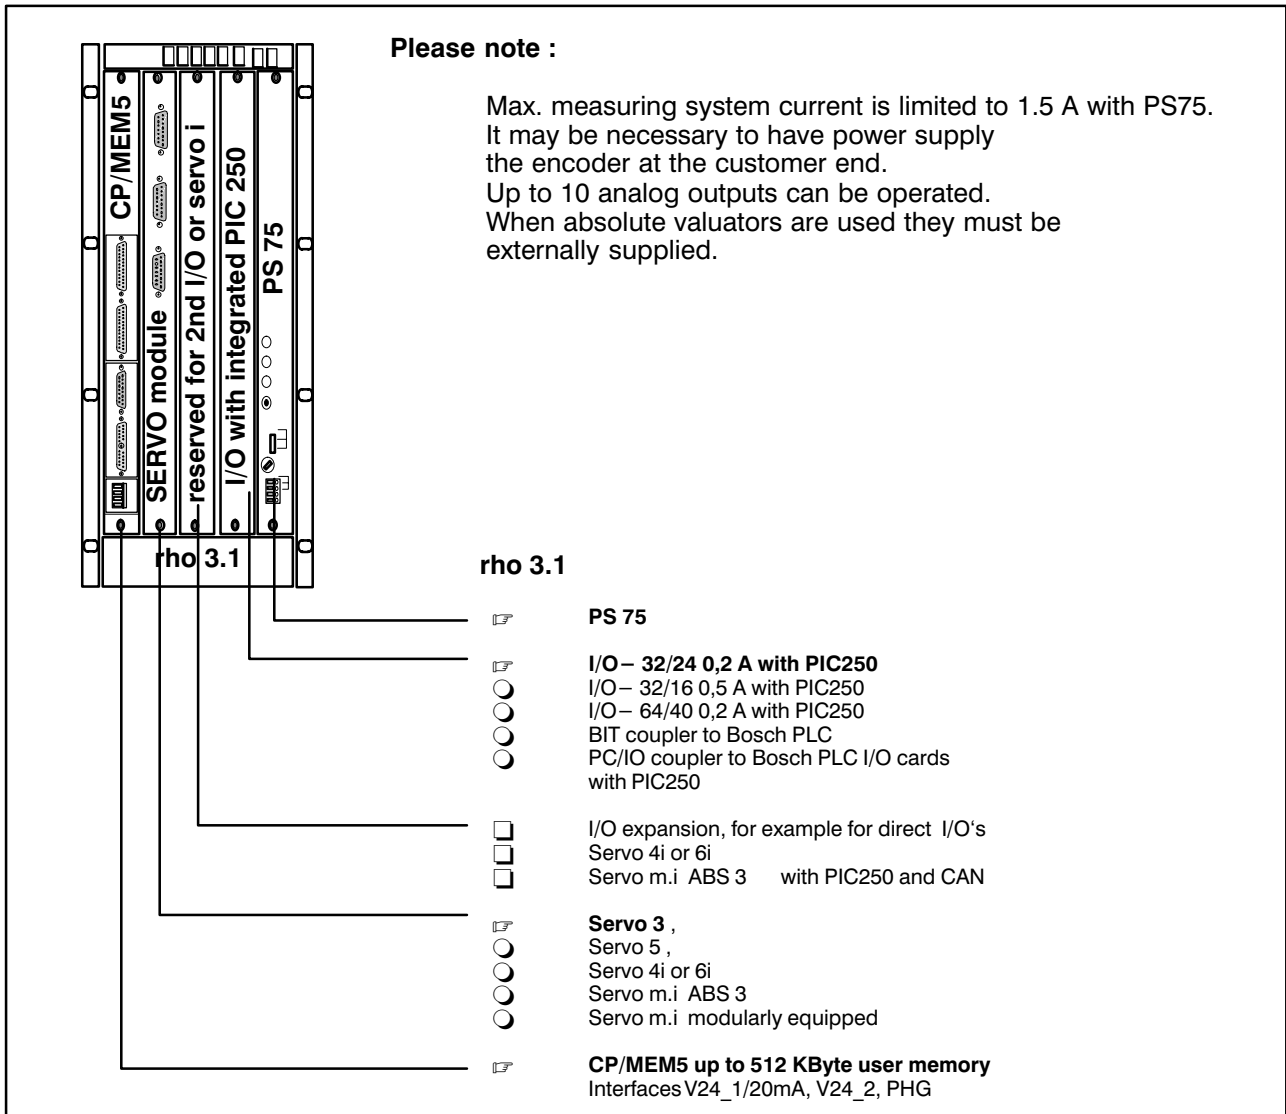 Please note :
Max. measuring system current is limited to 1.5 A with PS75.
It may be necessary to have power supply
the encoder at the customer end.
Up to 10 analog outputs can be operated.
When absolute valuators are used they must be
externally supplied.
CP/MEM5
SERVO module
reserved for 2nd I/O or servo i
I/O with integrated PIC 250
PS 75
rho 3.1
rho 3.1
☞ PS 75
☞ I/O– 32/24 0,2 A with PIC250
❍ I/O– 32/16 0,5 A with PIC250
❍ I/O– 64/40 0,2 A with PIC250
❍ BIT coupler to Bosch PLC
❍ PC/IO coupler to Bosch PLC I/O cards
with PIC250
❏ I/O expansion, for example for direct I/O‘s
❏ Servo 4i or 6i
❏ Servo m.i ABS 3 with PIC250 and CAN
☞ Servo 3 ,
❍ Servo 5 ,
❍ Servo 4i or 6i
❍ Servo m.i ABS 3
❍ Servo m.i modularly equipped
☞ CP/MEM5 up to 512 KByte user memory
Interfaces V24_1/20mA, V24_2, PHG